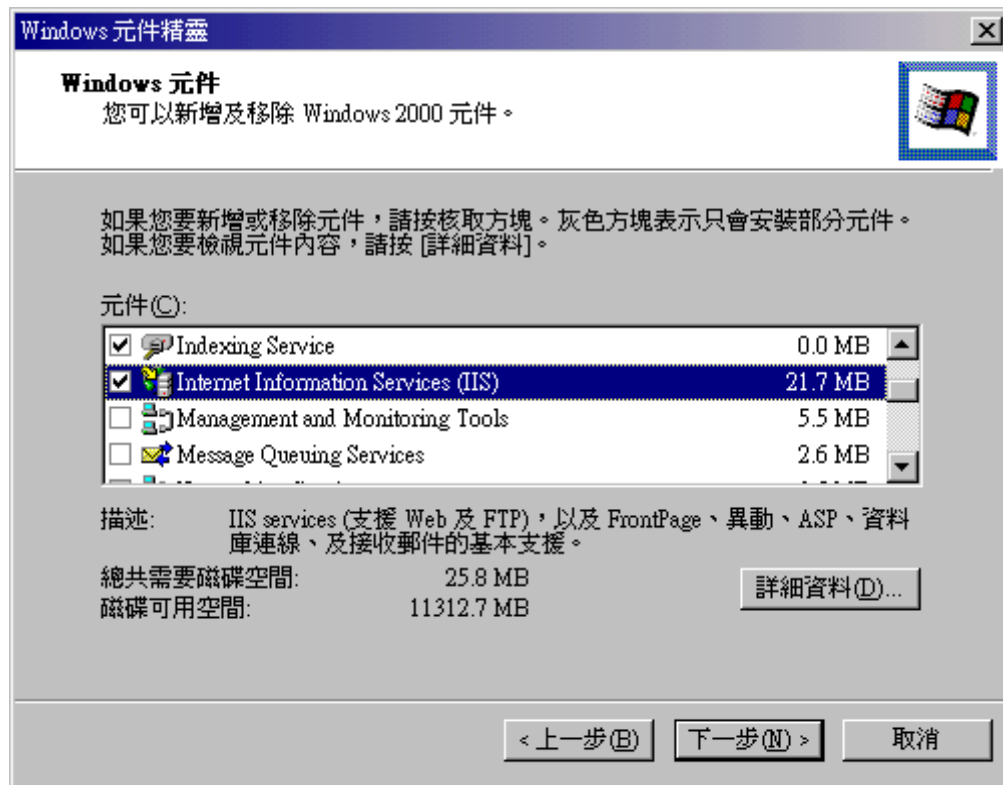 Windows 元件精靈
Windows 元件
您可以新增及移除 Windows 2000 元件。
如果您要新增或移除元件，請按核取方塊。灰色方塊表示只會安裝部分元件。
如果您要檢視元件內容，請按 [詳細資料]。
元件(C):
Indexing Service 0.0 MB
Internet Information Services (IIS) 21.7 MB
Management and Monitoring Tools 5.5 MB
Message Queuing Services 2.6 MB
描述: IIS services (支援 Web 及 FTP)，以及 FrontPage、異動、ASP、資料
庫連線、及接收郵件的基本支援。
總共需要磁碟空間: 25.8 MB
磁碟可用空間: 11312.7 MB
詳細資料(D)...
< 上一步(B) 下一步(N) > 取消